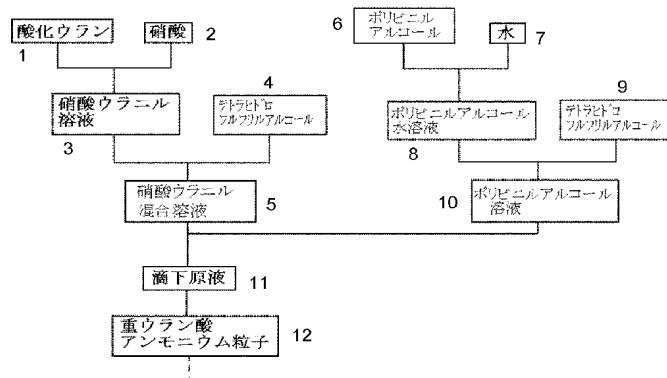 酸化ウラン
1
硝酸
2
6
ポリビニル
アルコール
水
7
硝酸ウラニル
溶液
3
4
テトラヒドロ
フルフリルアルコール
ポリビニルアルコール
水溶液
8
9
テトラヒドロ
フルフリルアルコール
硝酸ウラニル
混合溶液
5
10
ポリビニルアルコール
溶液
滴下原液
11
重ウラン酸
アンモニウム粒子
12